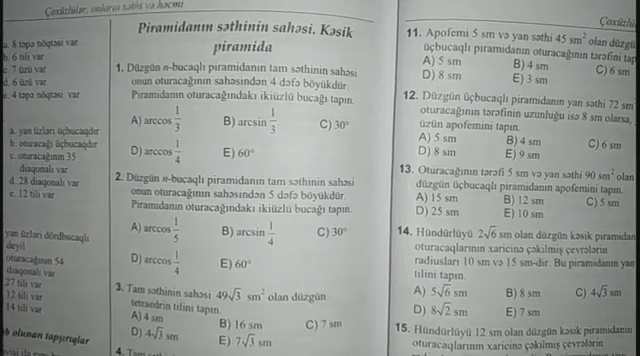 Çoxüzlülər, onların səthi və həcmi
a. 8 təpə nöqtəsi var
b. 6 tili var
c. 7 üzü var
d. 6 üzü var
e. 4 təpə nöqtəsi var
a. yan üzləri üçbucaqdır
b. oturacağı üçbucaqdır
c. oturacağının 35
diaqonalı var
d. 28 diaqonalı var
e. 12 tili var
yan üzləri dördbucaqlı
deyil
oturacağının 54
diaqonalı var
27 tili var
12 tili var
14 tili var
olunan tapşırıqlar
Piramidanın səthinin sahəsi. Kəsik
piramida
1. Düzgün n-bucaqlı piramidanın tam səthinin sahəsi
onun oturacağının sahəsindən 4 dəfə böyükdür.
Piramidanın oturacağındakı ikiüzlü bucağı tapın.
A) arccos 1/3 B) arcsin 1/3 C) 30°
D) arccos 1/4 E) 60°
2. Düzgün n-bucaqlı piramidanın tam səthinin sahəsi
onun oturacağının sahəsindən 5 dəfə böyükdür.
Piramidanın oturacağındakı ikiüzlü bucağı tapın.
A) arccos 1/5 B) arcsin 1/4 C) 30°
D) arccos 1/4 E) 60°
3. Tam səthinin sahəsi 49√3 sm² olan düzgün
tetraedrin tilini tapın.
A) 4 sm B) 16 sm C) 7 sm
D) 4√3 sm E) 7√3 sm
4. Tam
11. Apofemi 5 sm və yan səthi 45 sm² olan düzgü
üçbucaqlı piramidanın oturacağının tərəfini tap
A) 5 sm B) 4 sm C) 6 sm
D) 8 sm E) 3 sm
12. Düzgün üçbucaqlı piramidanın yan səthi 72 sm
oturacağının tərəfinin uzunluğu isə 8 sm olarsa,
üzün apofemini tapın.
A) 5 sm B) 4 sm C) 6 sm
D) 8 sm E) 9 sm
13. Oturacağının tərəfi 5 sm və yan səthi 90 sm² olan
düzgün üçbucaqlı piramidanın apofemini tapın.
A) 15 sm B) 12 sm C) 5 sm
D) 25 sm E) 10 sm
14. Hündürlüyü 2√6 sm olan düzgün kəsik piramidan
oturacaqlarının xaricinə çəkilmiş çevrələrin
radiusları 10 sm və 15 sm-dir. Bu piramidanın yan
tilini tapın.
A) 5√6 sm B) 8 sm C) 4√3 sm
D) 8√2 sm E) 7 sm
15. Hündürlüyü 12 sm olan düzgün kəsik piramidanın
oturacaqlarının xaricinə çəkilmiş çevrələrin